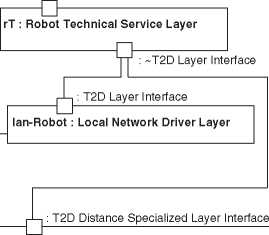 rT : Robot Technical Service Layer
: ~T2D Layer Interface
: T2D Layer Interface
lan-Robot : Local Network Driver Layer
: T2D Distance Specialized Layer Interface